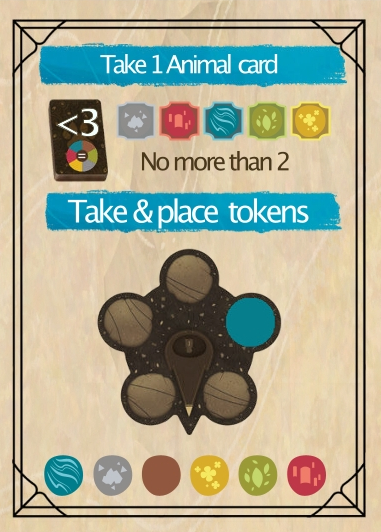 Take 1 Animal card
<3
=
No more than 2
Take & place tokens